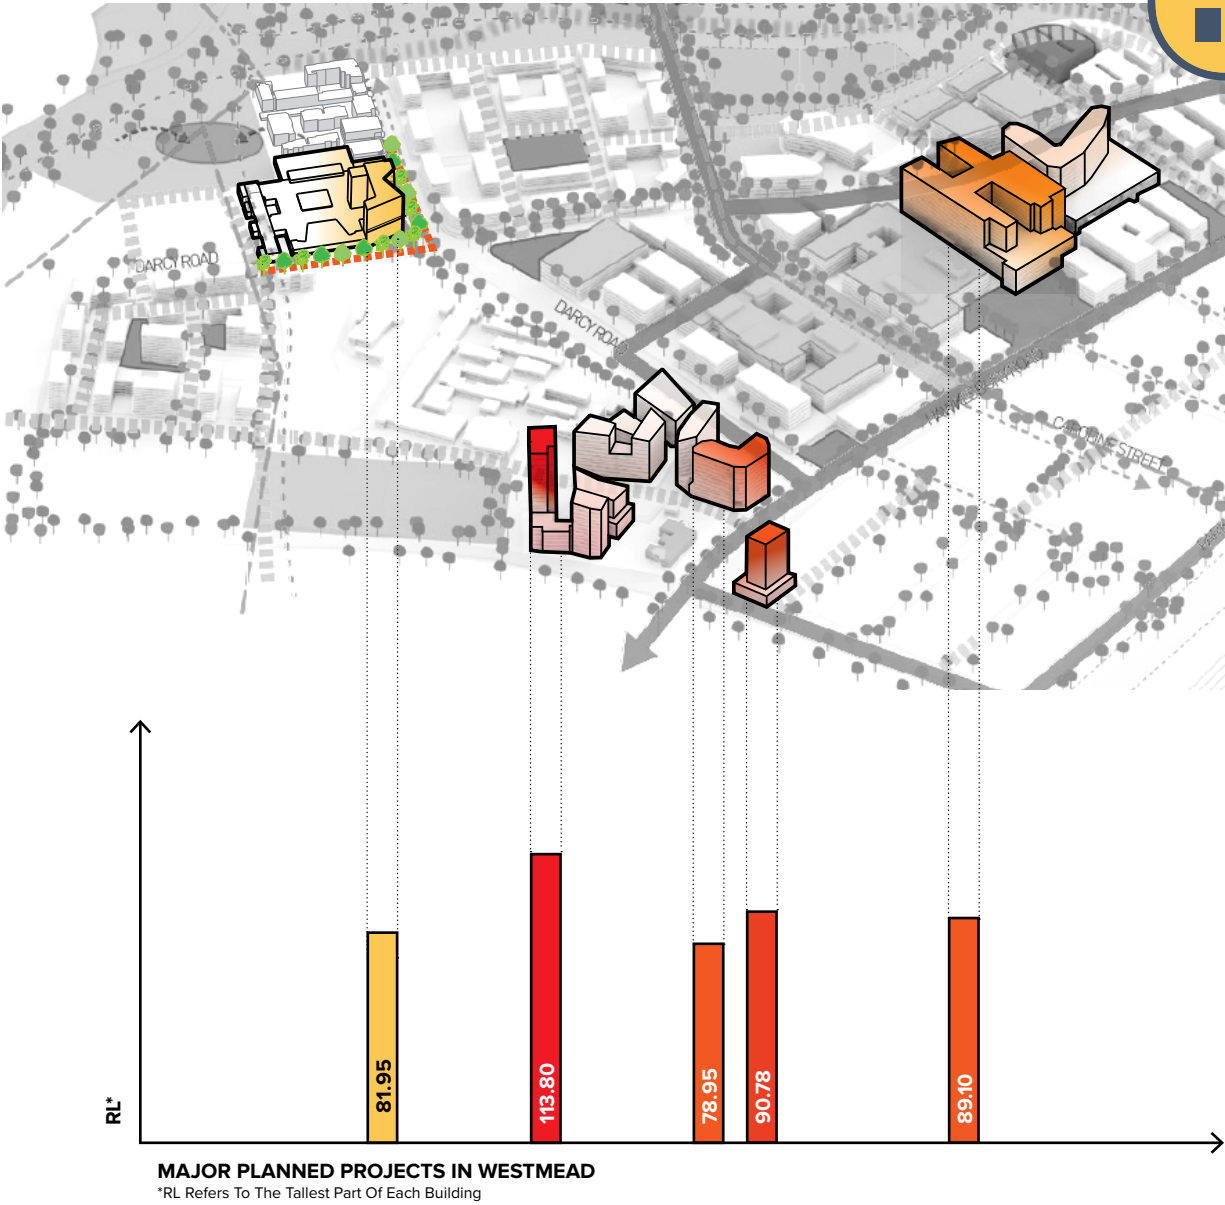 DARCY ROAD
DARCY ROAD
CAROLINE STREET
81.95
113.80
78.95
90.78
89.10
RL*
MAJOR PLANNED PROJECTS IN WESTMEAD
*RL Refers To The Tallest Part Of Each Building